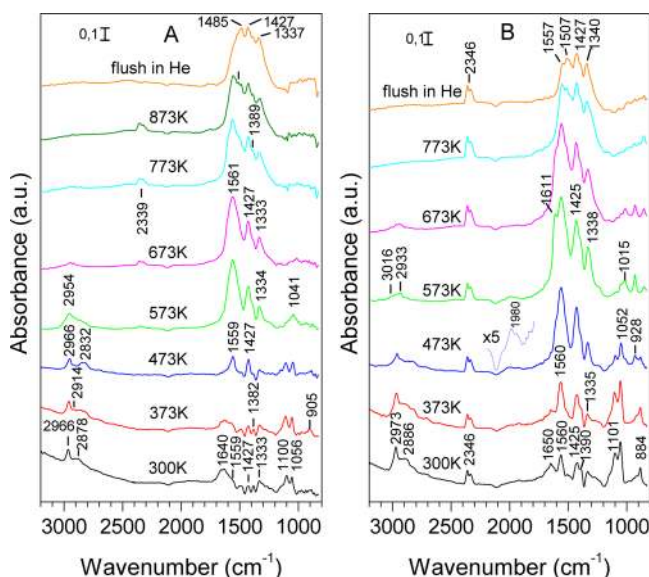 1485 1427
1337
0,1 A
flush in He
873K
1389
773K
1561
1427
1333
2339
673K
2954
1334
573K
1041
2966
2832
1559
1427
473K
2914
1382
905
373K
2966
2878
1640
1559
1427
1333
1100
1056
300K
3000 2500 2000 1500 1000
Wavenumber (cm-1)
Absorbance (a.u.)
1557
1507
1427
1340
0,1 B
2346
flush in He
773K
1611
1425
1338
673K
3016
2933
1015
573K
x5
1980
1052
928
473K
1560
1335
373K
2973
2886
2346
1650
1560
1425
1390
1101
884
300K
3000 2500 2000 1500 1000
Wavenumber (cm-1)
Absorbance (a.u.)